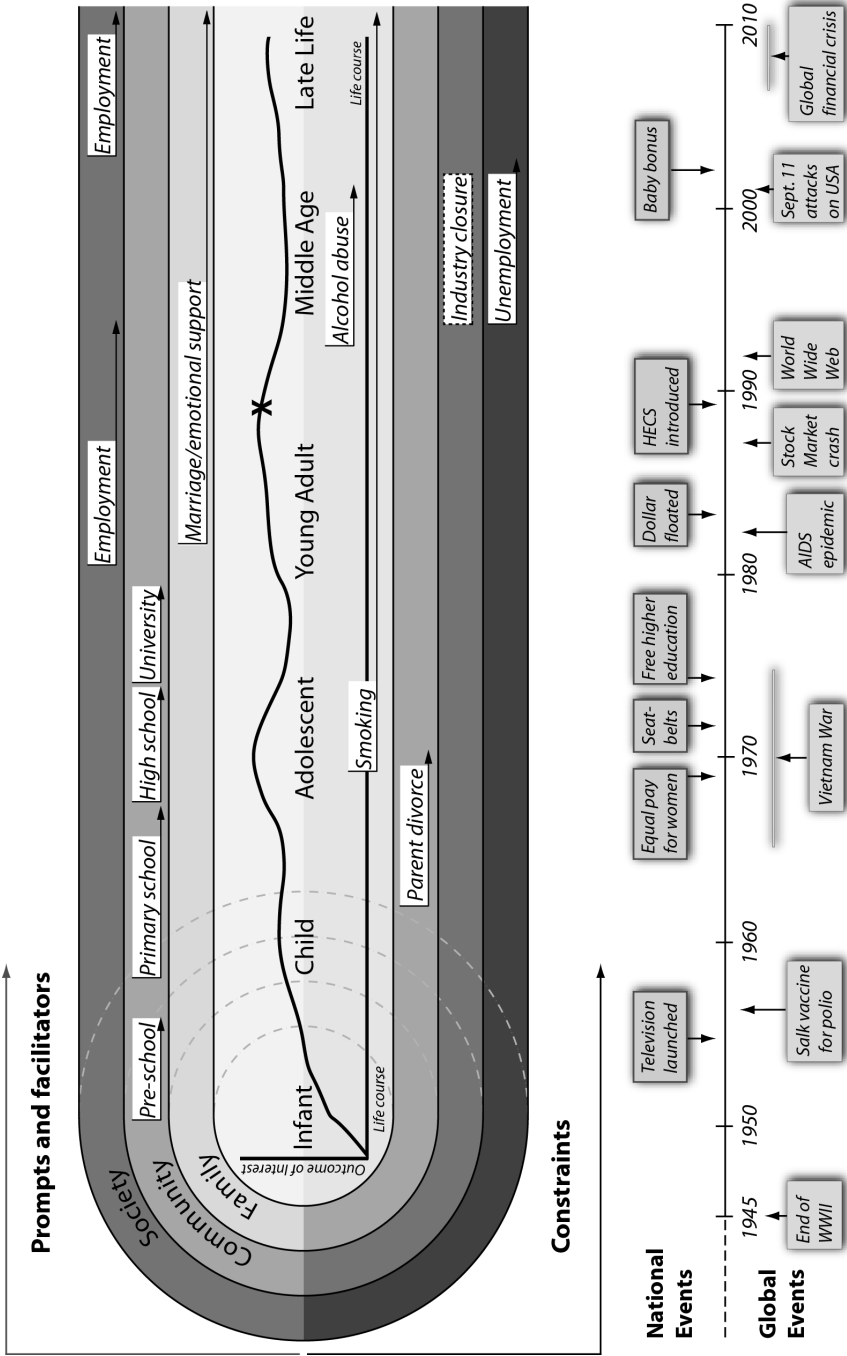 Prompts and facilitators
Society
Community
Family
Employment
Employment
Pre-school
Primary school
High school
University
Marriage/emotional support
Outcome of Interest
X
Infant
Child
Adolescent
Young Adult
Middle Age
Late Life
Life course
Life course
Alcohol abuse
Smoking
Parent divorce
Industry closure
Unemployment
Constraints
National
Events
Television
launched
Equal pay
for women
Seat-
belts
Free higher
education
Dollar
floated
HECS
introduced
Baby bonus
1945
1950
1960
1970
1980
1990
2000
2010
Global
Events
End of
WWII
Salk vaccine
for polio
Vietnam War
AIDS
epidemic
Stock
Market
crash
World
Wide
Web
Sept. 11
attacks
on USA
Global
financial crisis